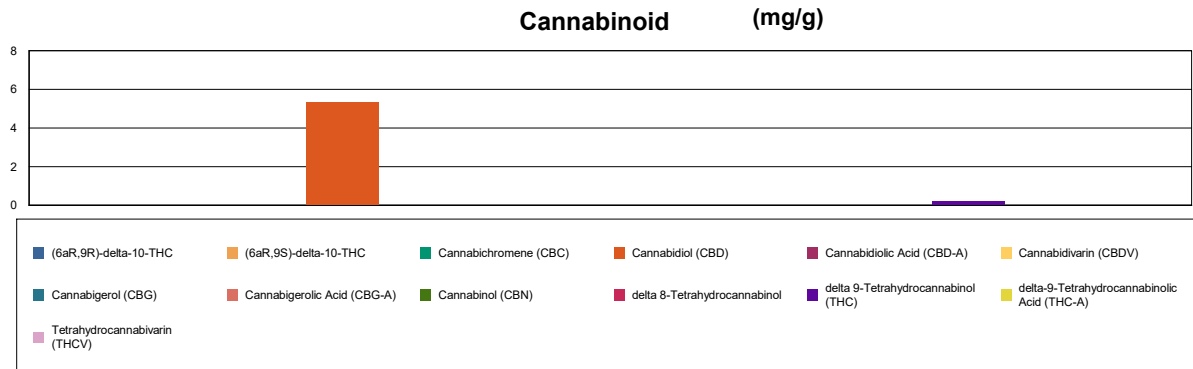 Cannabinoid (mg/g)
8
6
4
2
0
(6aR,9R)-delta-10-THC
(6aR,9S)-delta-10-THC
Cannabichromene (CBC)
Cannabidiol (CBD)
Cannabidiolic Acid (CBD-A)
Cannabidivarin (CBDV)
Cannabigerol (CBG)
Cannabigerolic Acid (CBG-A)
Cannabinol (CBN)
delta 8-Tetrahydrocannabinol
delta 9-Tetrahydrocannabinol
(THC)
delta-9-Tetrahydrocannabinolic
Acid (THC-A)
Tetrahydrocannabivarin
(THCV)